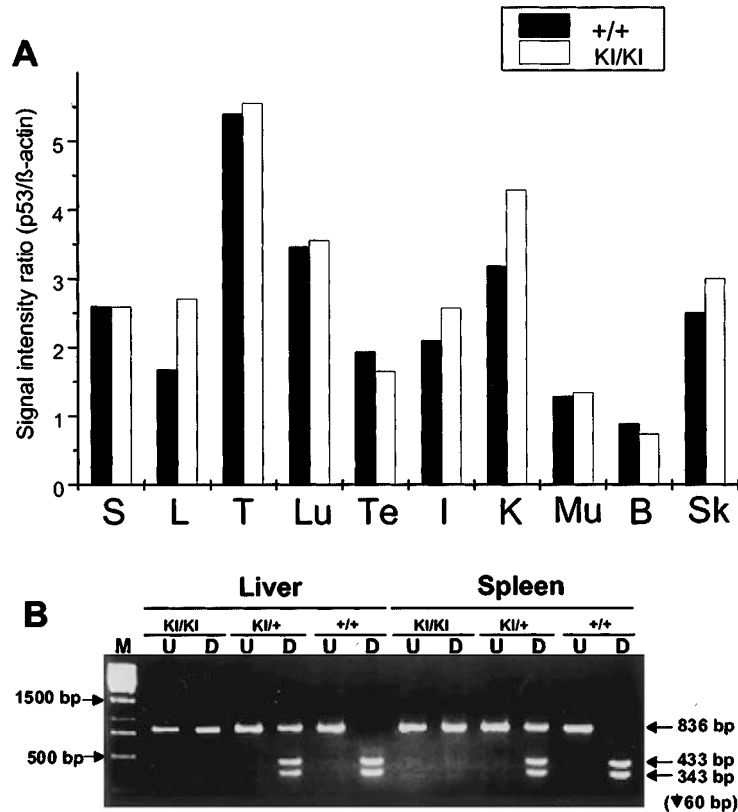 A
+/+
KI/KI
Signal intensity ratio (p53/ß-actin)
5
4
3
2
1
0
S L T Lu Te I K Mu B Sk
B
Liver Spleen
KI/KI KI/+ +/+ KI/KI KI/+ +/+
M U D U D U D U D U D U D
1500 bp
500 bp
836 bp
433 bp
343 bp
(▼60 bp)